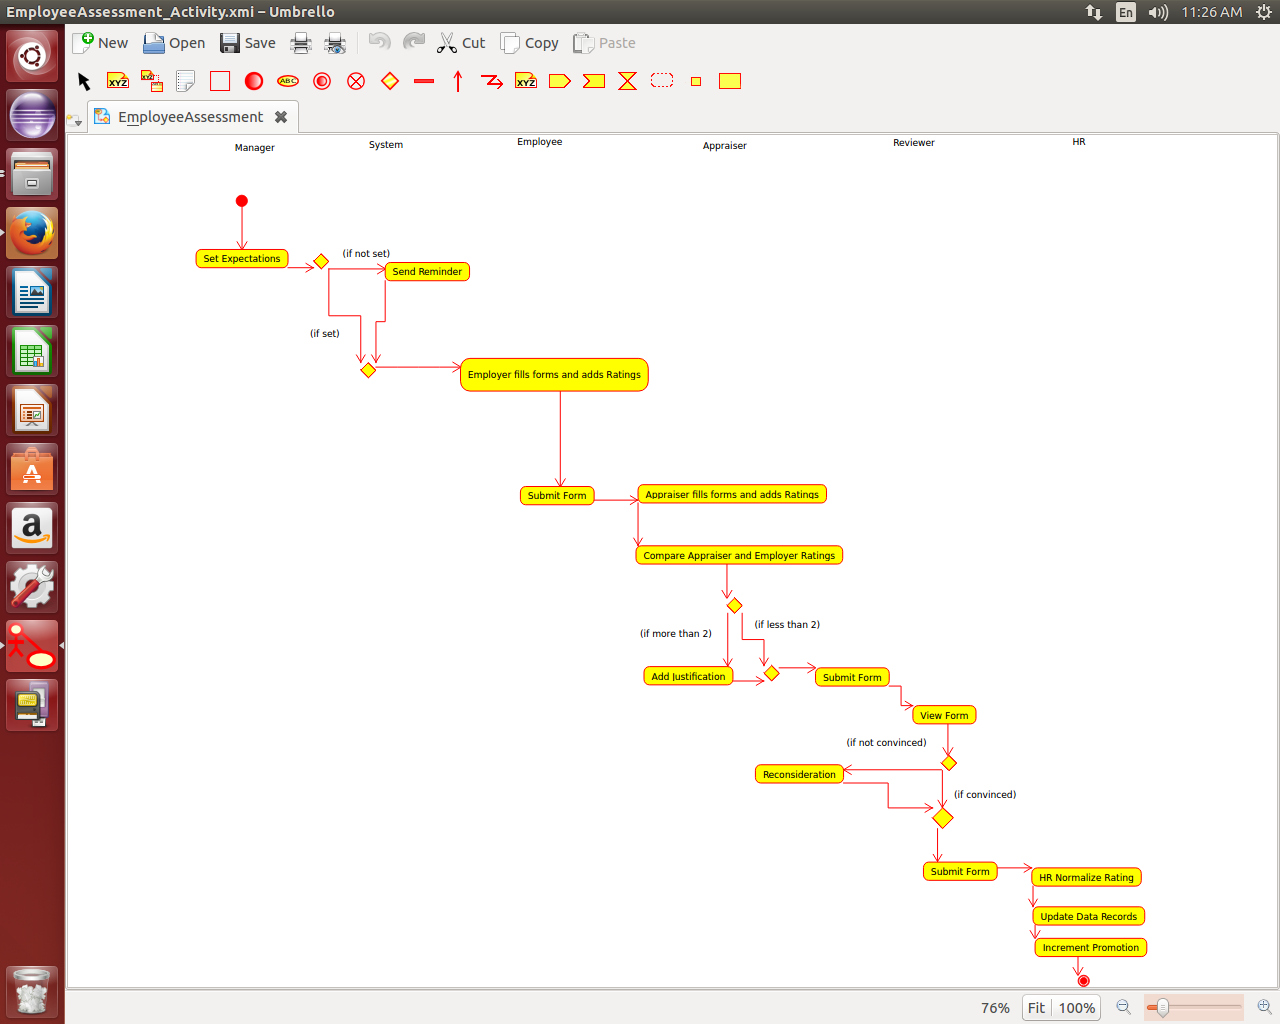 EmployeeAssessment_Activity.xmi – Umbrello
En
11:26 AM
New
Open
Save
Cut
Copy
Paste
XYZ
XYZ
ABC
XYZ
EmployeeAssessment
Manager
System
Employee
Appraiser
Reviewer
HR
Set Expectations
(if not set)
Send Reminder
(if set)
Employer fills forms and adds Ratings
Submit Form
Appraiser fills forms and adds Ratings
Compare Appraiser and Employer Ratings
(if more than 2)
(if less than 2)
Add Justification
Submit Form
View Form
(if not convinced)
Reconsideration
(if convinced)
Submit Form
HR Normalize Rating
Update Data Records
Increment Promotion
76%
Fit
100%